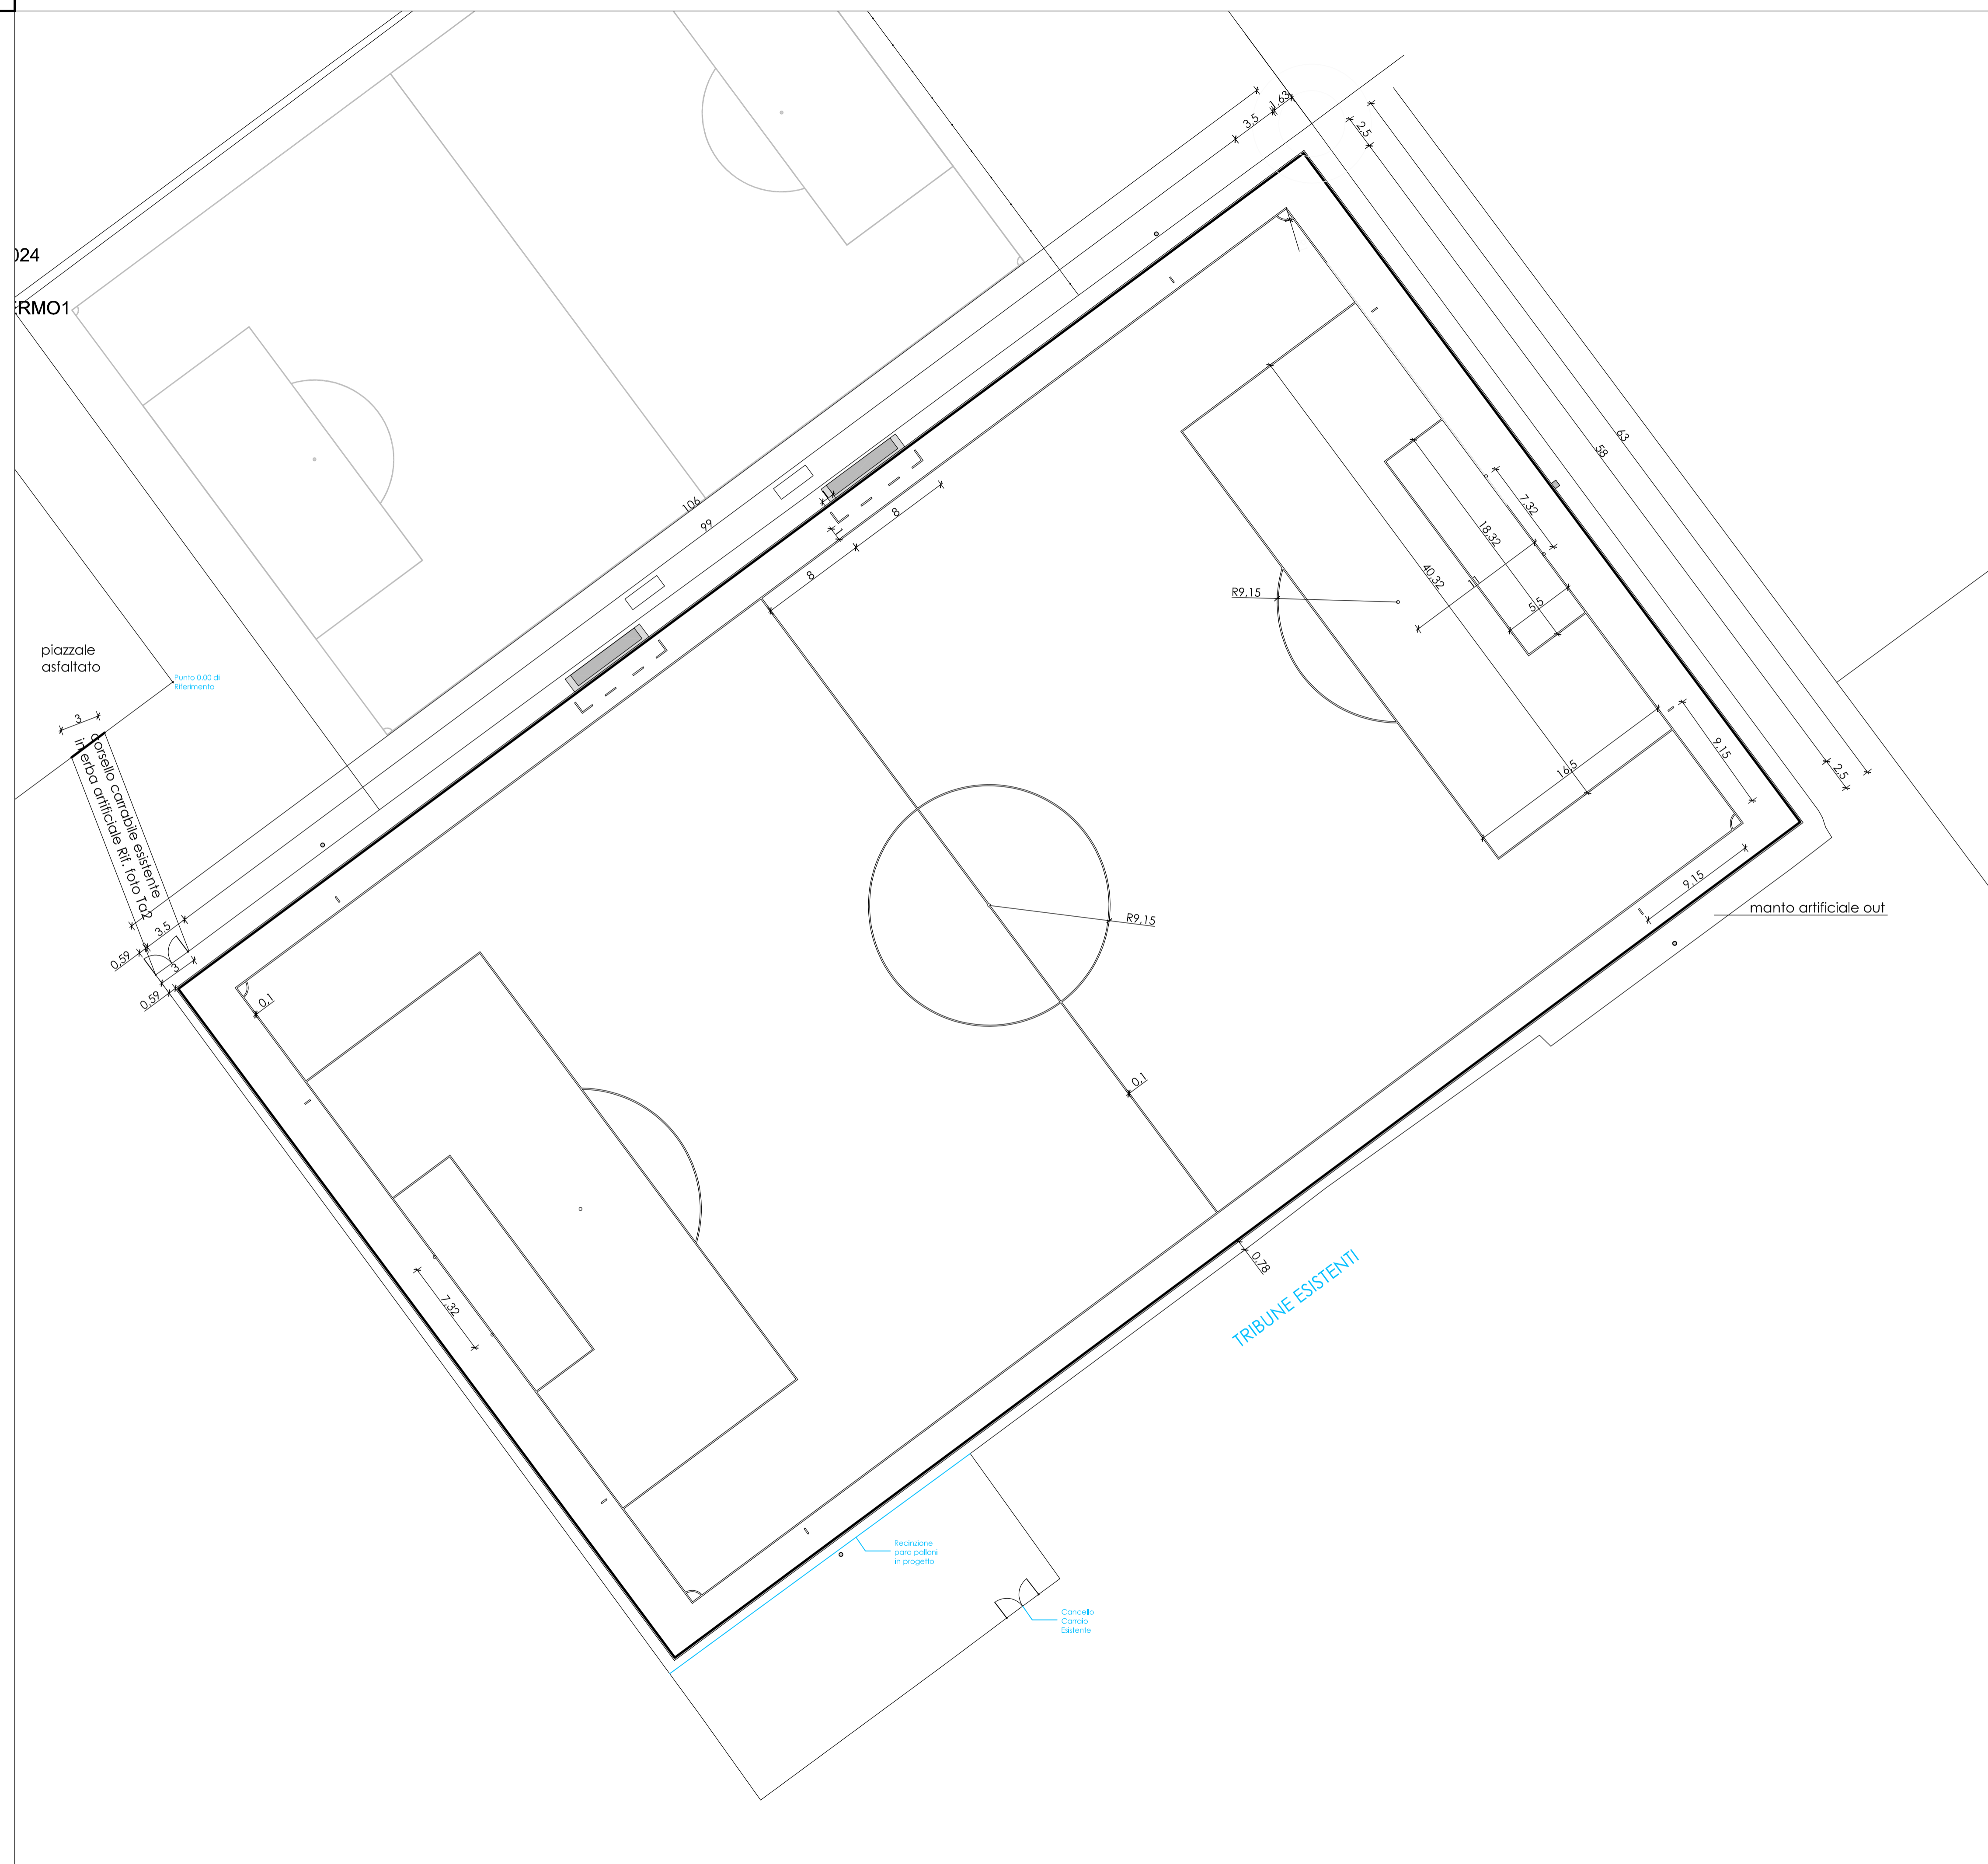 024
ERMO1
1,63
3,5
2,5
63
58
106
99
8
1
1
8
7,32
18,32
40,32
11
5,5
R9,15
piazzale
asfaltato
Punto 0.00 di
Riferimento
3
corsello carrabile esistente
in erba artificiale Rif. foto Ta2
9,15
16,5
2,5
9,15
manto artificiale out
R9,15
3,5
0,59
3
0,59
0,1
0,1
0,78
TRIBUNE ESISTENTI
7,32
Recinzione
para palloni
in progetto
Cancello
Carraio
Esistente